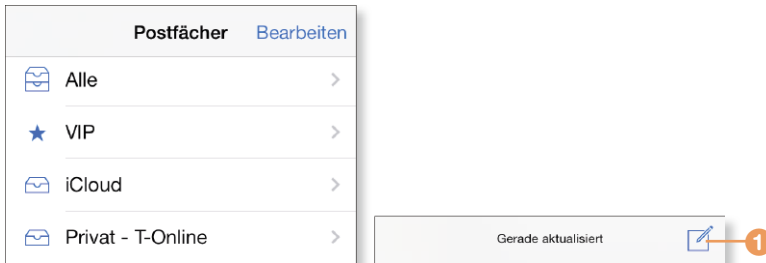 Postfächer Bearbeiten
Alle
VIP
iCloud
Privat - T-Online
Gerade aktualisiert
1